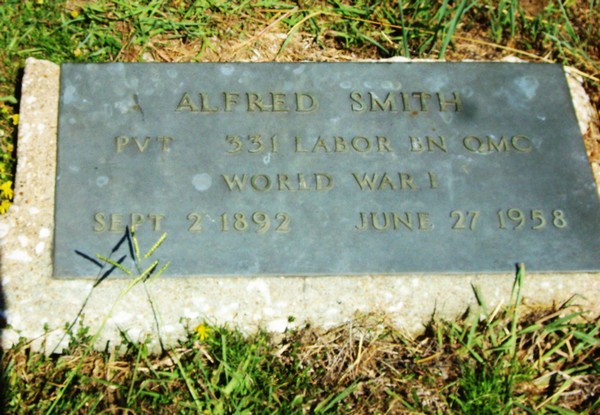 ALFRED SMITH
PVT 331 LABOR BN QMC
WORLD WAR I
SEPT 2 1892 JUNE 27 1958